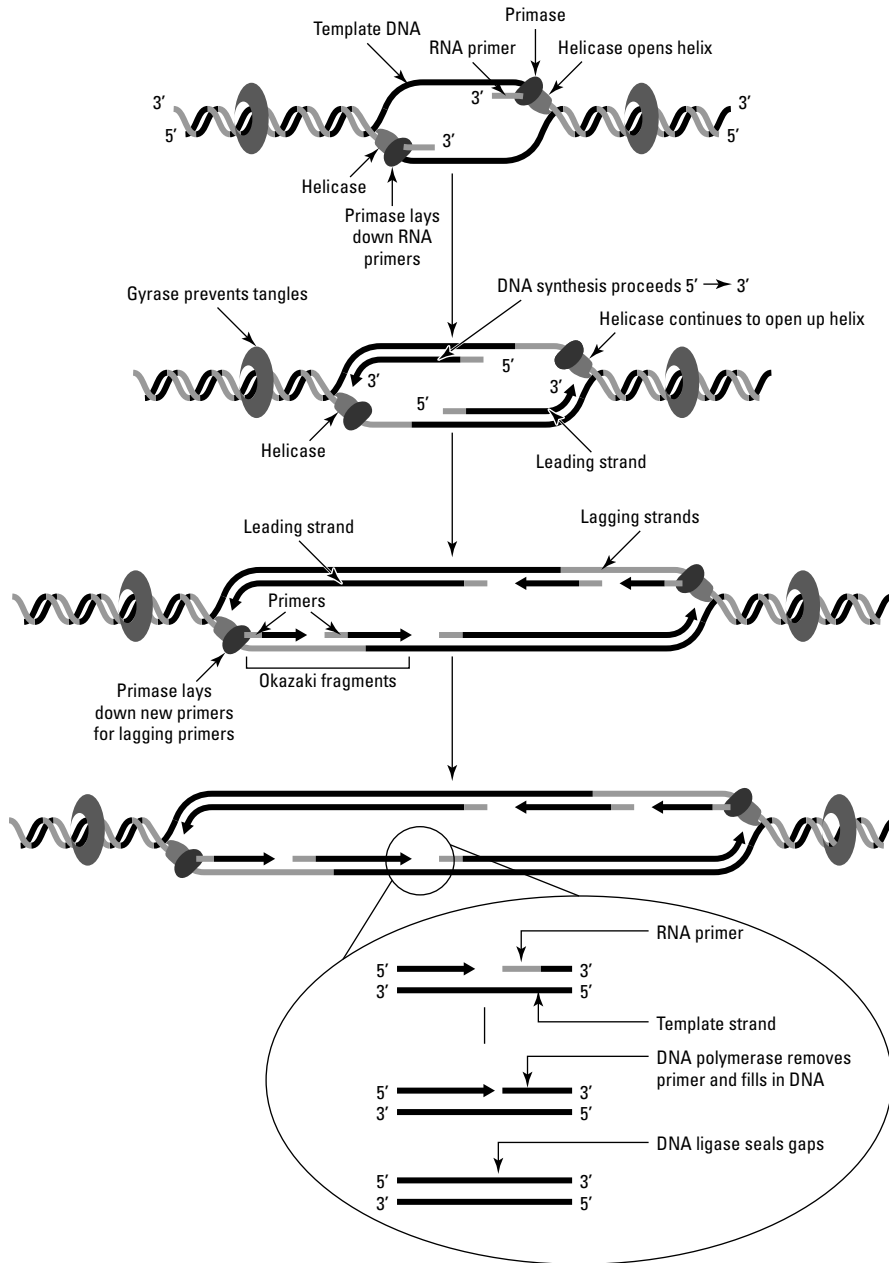 Primase
Template DNA
RNA primer
Helicase opens helix
3’
3’
3’
5’
5’
3’
Helicase
Primase lays
down RNA
primers
DNA synthesis proceeds 5’ → 3’
Gyrase prevents tangles
Helicase continues to open up helix
5’
3’
3’
5’
Helicase
Leading strand
Leading strand
Lagging strands
Primers
Okazaki fragments
Primase lays
down new primers
for lagging primers
RNA primer
5’
3’
3’
5’
Template strand
DNA polymerase removes
primer and fills in DNA
5’
3’
3’
5’
DNA ligase seals gaps
5’
3’
3’
5’